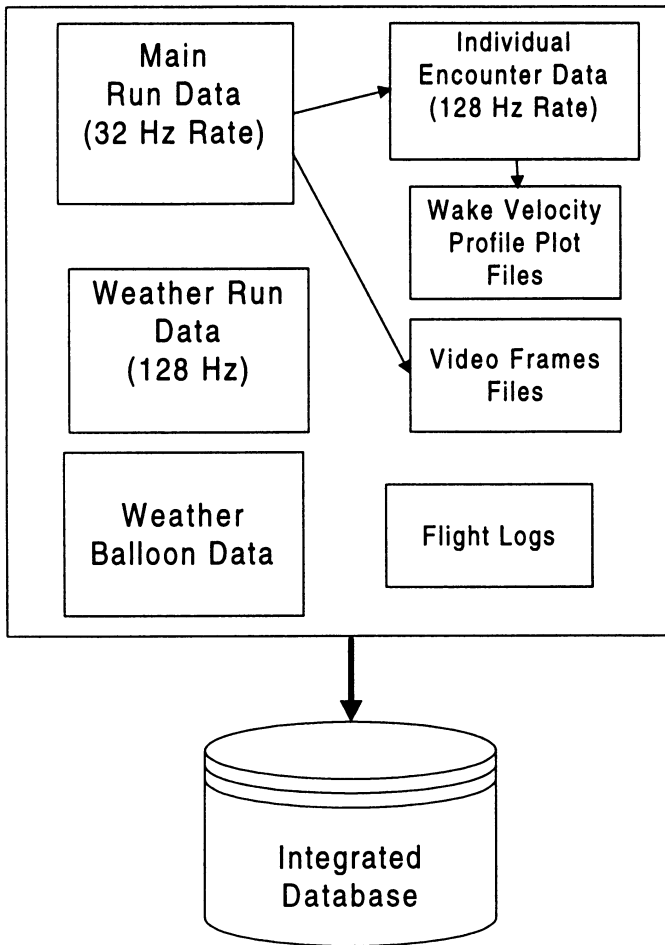 Main
Run Data
(32 Hz Rate)
Individual
Encounter Data
(128 Hz Rate)
Wake Velocity
Profile Plot
Files
Weather Run
Data
(128 Hz)
Video Frames
Files
Weather
Balloon Data
Flight Logs
Integrated
Database